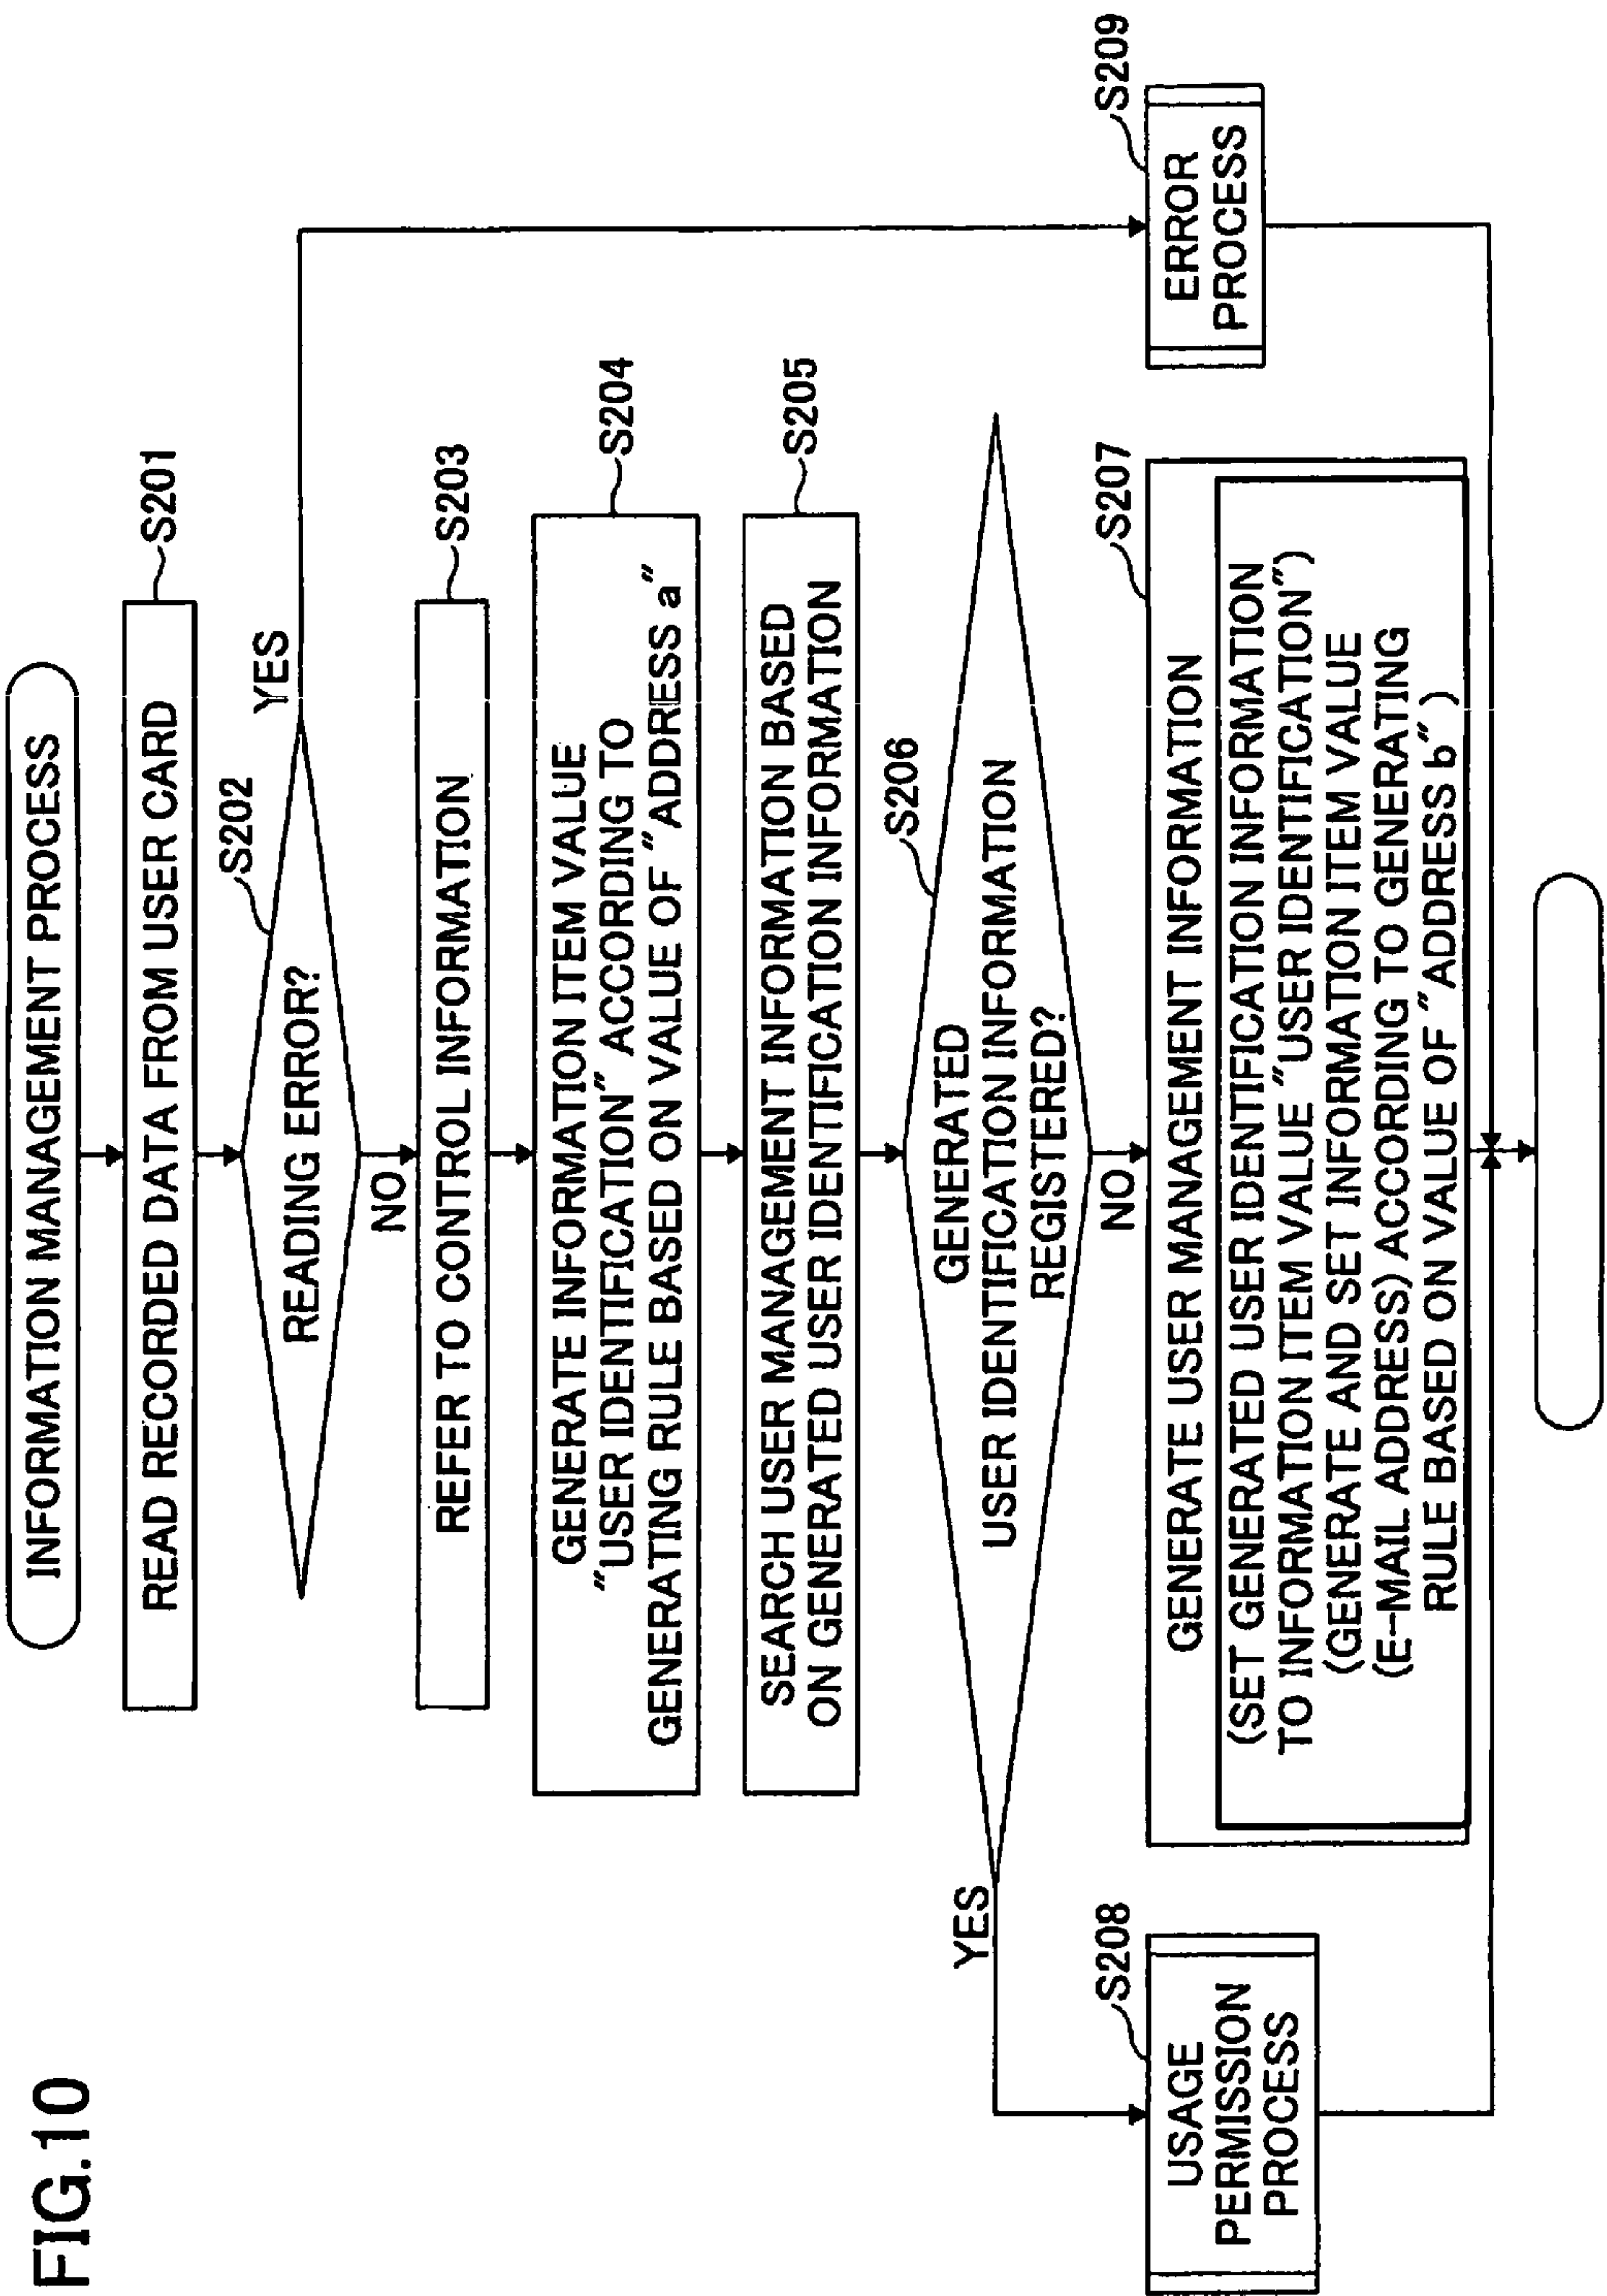 FIG.10
INFORMATION MANAGEMENT PROCESS
S201
READ RECORDED DATA FROM USER CARD
S202
READING ERROR?
YES
NO
S203
REFER TO CONTROL INFORMATION
S204
GENERATE INFORMATION ITEM VALUE
"USER IDENTIFICATION" ACCORDING TO
GENERATING RULE BASED ON VALUE OF "ADDRESS a"
S205
SEARCH USER MANAGEMENT INFORMATION BASED
ON GENERATED USER IDENTIFICATION INFORMATION
S206
GENERATED
USER IDENTIFICATION INFORMATION
REGISTERED?
YES
NO
S208
USAGE
PERMISSION
PROCESS
S207
GENERATE USER MANAGEMENT INFORMATION
(SET GENERATED USER IDENTIFICATION INFORMATION
TO INFORMATION ITEM VALUE "USER IDENTIFICATION")
(GENERATE AND SET INFORMATION ITEM VALUE
(E-MAIL ADDRESS) ACCORDING TO GENERATING
RULE BASED ON VALUE OF "ADDRESS b")
S209
ERROR
PROCESS